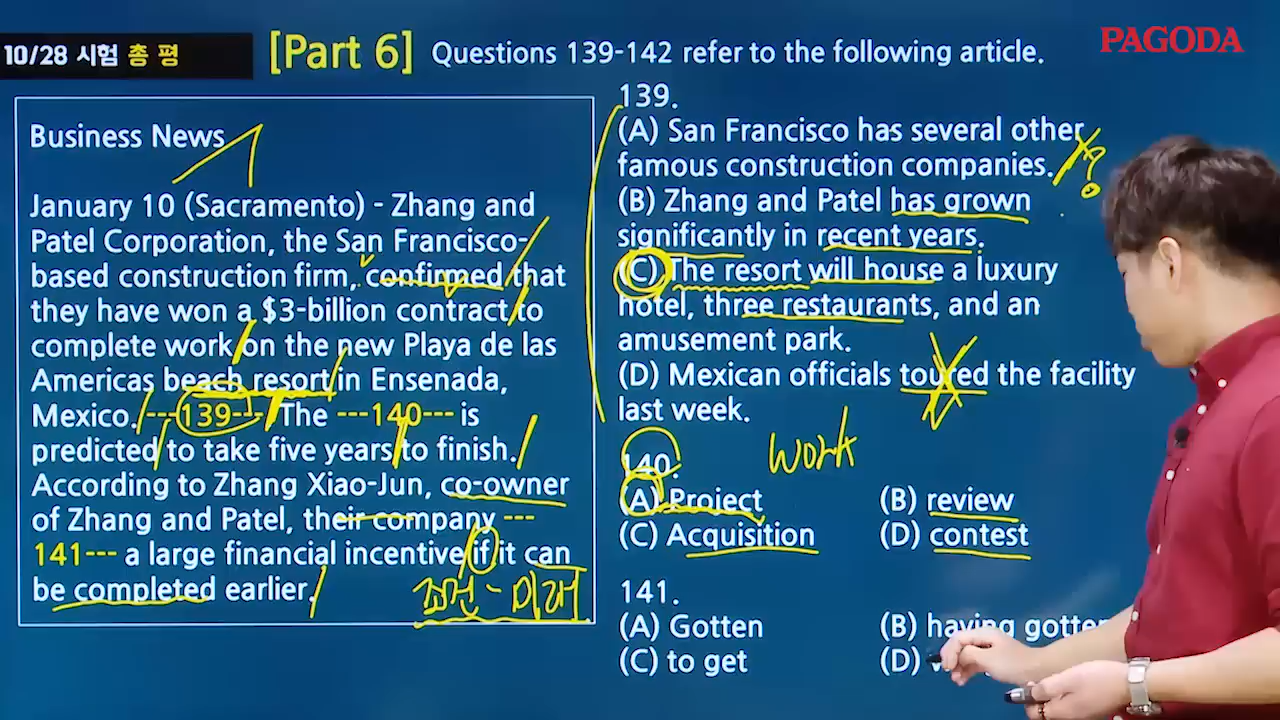 10/28 시험 총 평
[Part 6] Questions 139-142 refer to the following article.
PAGODA
Business News
January 10 (Sacramento) - Zhang and
Patel Corporation, the San Francisco-
based construction firm, confirmed that
they have won a $3-billion contract to
complete work on the new Playa de las
Americas beach resort in Ensenada,
Mexico. ---139---. The ---140--- is
predicted to take five years to finish.
According to Zhang Xiao-Jun, co-owner
of Zhang and Patel, their company ---
141--- a large financial incentive if it can
be completed earlier.
조건 - 미래
139.
(A) San Francisco has several other
famous construction companies.
(B) Zhang and Patel has grown
significantly in recent years.
(C) The resort will house a luxury
hotel, three restaurants, and an
amusement park.
(D) Mexican officials toured the facility
last week.
work
140.
(A) Project (B) review
(C) Acquisition (D) contest
141.
(A) Gotten (B) having
(C) to get (D)